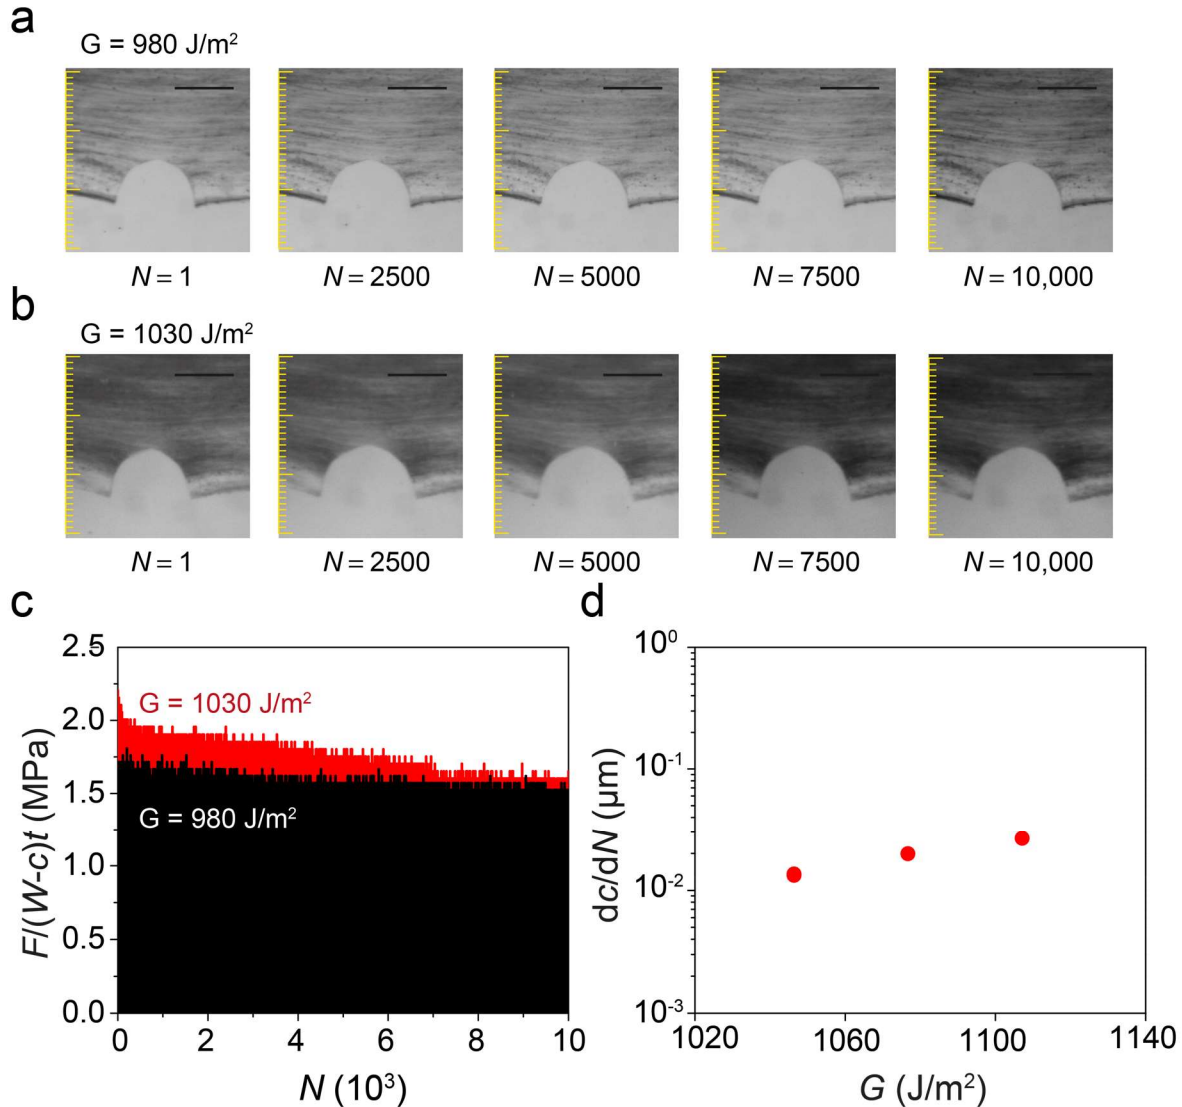 a
G = 980 J/m²
N = 1
N = 2500
N = 5000
N = 7500
N = 10,000
b
G = 1030 J/m²
N = 1
N = 2500
N = 5000
N = 7500
N = 10,000
c
2.5
2.0
1.5
1.0
0.5
0.0
F/(W-c)t (MPa)
G = 1030 J/m²
G = 980 J/m²
0 2 4 6 8 10
N (10³)
d
10⁰
10⁻¹
10⁻²
10⁻³
dc/dN (μm)
1020 1060 1100 1140
G (J/m²)